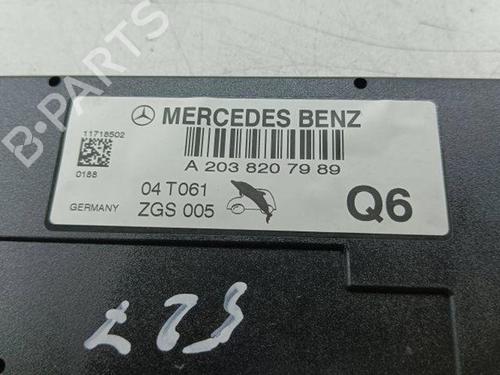 B-PARTS
11718502
MERCEDES BENZ
A 203 820 79 89
0188
04 T061
GERMANY
ZGS 005
Q6